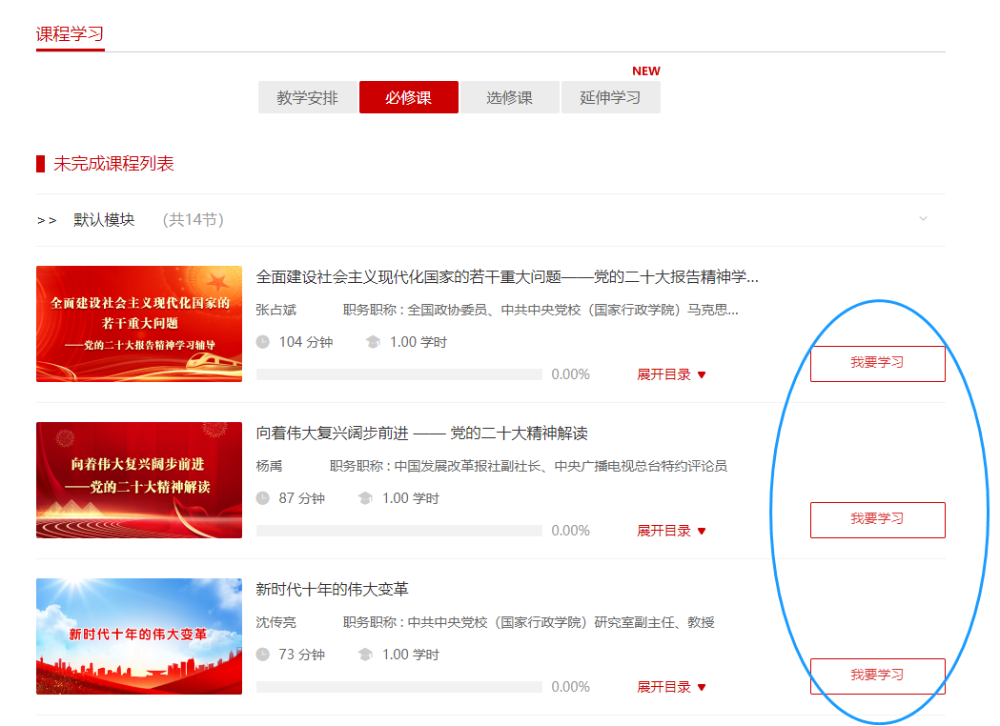 课程学习
NEW
教学安排 必修课 选修课 延伸学习
未完成课程列表
>> 默认模块 (共14节)
全面建设社会主义现代化国家的
若干重大问题
——党的二十大报告精神学习辅导
全面建设社会主义现代化国家的若干重大问题——党的二十大报告精神学...
张占斌 职务职称 : 全国政协委员、中共中央党校（国家行政学院）马克思...
104 分钟 1.00 学时
0.00% 展开目录 ▼ 我要学习
向着伟大复兴阔步前进
——党的二十大精神解读
向着伟大复兴阔步前进 —— 党的二十大精神解读
杨禹 职务职称 : 中国发展改革报社副社长、中央广播电视总台特约评论员
87 分钟 1.00 学时
0.00% 展开目录 ▼ 我要学习
新时代十年的伟大变革
新时代十年的伟大变革
沈传亮 职务职称 : 中共中央党校（国家行政学院）研究室副主任、教授
73 分钟 1.00 学时
0.00% 展开目录 ▼ 我要学习